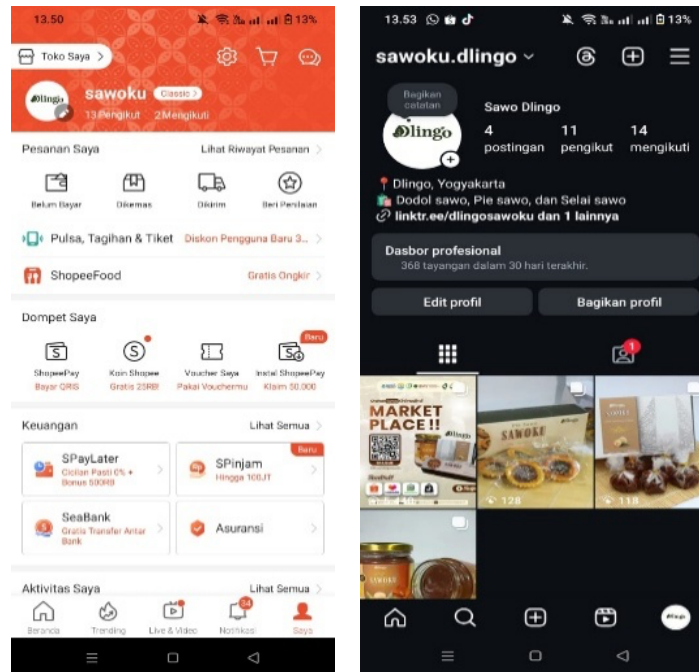 13.50
13%
Toko Saya >
Dlingo
sawoku Classic >
13 Pengikut 2 Mengikuti
Pesanan Saya Lihat Riwayat Pesanan >
Belum Bayar Dikemas Dikirim Beri Penilaian
Pulsa, Tagihan & Tiket Diskon Pengguna Baru 3... >
ShopeeFood Gratis Ongkir >
Dompet Saya
Baru
ShopeePay Koin Shopee Voucher Saya Instal ShopeePay
Bayar QRIS Gratis 25RB! Pakai Vouchermu Klaim 50.000
Keuangan Lihat Semua >
Baru
SPayLater
Cicilan Pasti 0% +
Bonus 500RB
SPinjam
Hingga 100JT
SeaBank
Gratis Transfer Antar
Bank
Asuransi
Aktivitas Saya Lihat Semua >
34
Beranda Trending Live & Video Notifikasi Saya
13.53
13%
sawoku.dlingo
Bagikan
catatan
Dlingo
Sawo Dlingo
4 11 14
postingan pengikut mengikuti
Dlingo, Yogyakarta
Dodol sawo, Pie sawo, dan Selai sawo
linktr.ee/dlingosawoku dan 1 lainnya
Dasbor profesional
368 tayangan dalam 30 hari terakhir.
Edit profil Bagikan profil
1
MARKET
PLACE!!
SAWOKU
128
118
SAWOKU